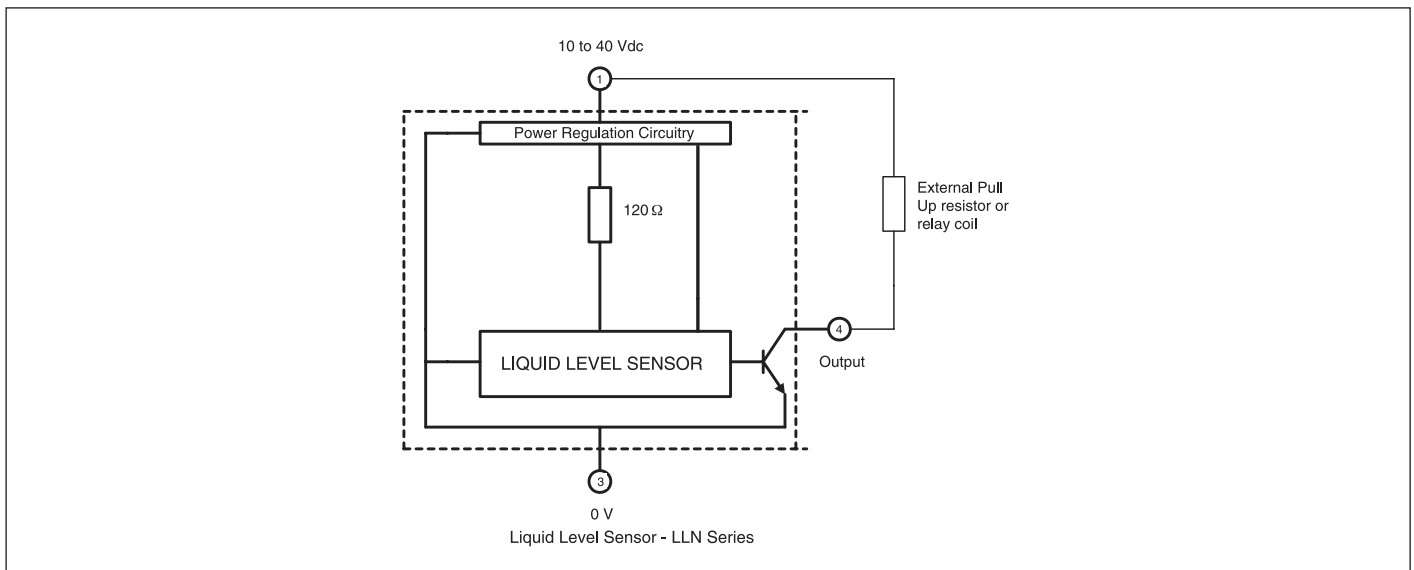 10 to 40 Vdc
1
Power Regulation Circuitry
120 Ω
External Pull
Up resistor or
relay coil
LIQUID LEVEL SENSOR
4
Output
3
0 V
Liquid Level Sensor - LLN Series